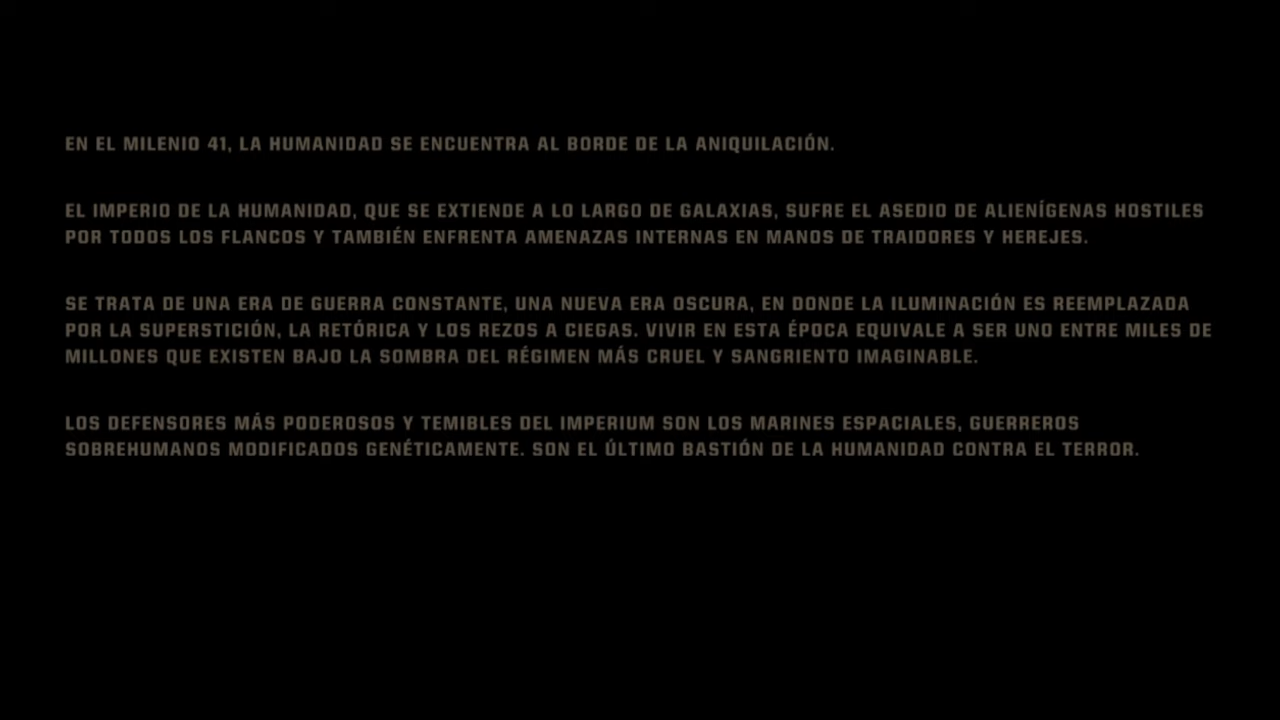 EN EL MILENIO 41, LA HUMANIDAD SE ENCUENTRA AL BORDE DE LA ANIQUILACIÓN.
EL IMPERIO DE LA HUMANIDAD, QUE SE EXTIENDE A LO LARGO DE GALAXIAS, SUFRE EL ASEDIO DE ALIENÍGENAS HOSTILES
POR TODOS LOS FLANCOS Y TAMBIÉN ENFRENTA AMENAZAS INTERNAS EN MANOS DE TRAIDORES Y HEREJES.
SE TRATA DE UNA ERA DE GUERRA CONSTANTE, UNA NUEVA ERA OSCURA, EN DONDE LA ILUMINACIÓN ES REEMPLAZADA
POR LA SUPERSTICIÓN, LA RETÓRICA Y LOS REZOS A CIEGAS. VIVIR EN ESTA ÉPOCA EQUIVALE A SER UNO ENTRE MILES DE
MILLONES QUE EXISTEN BAJO LA SOMBRA DEL RÉGIMEN MÁS CRUEL Y SANGRIENTO IMAGINABLE.
LOS DEFENSORES MÁS PODEROSOS Y TEMIBLES DEL IMPERIUM SON LOS MARINES ESPACIALES, GUERREROS
SOBREHUMANOS MODIFICADOS GENÉTICAMENTE. SON EL ÚLTIMO BASTIÓN DE LA HUMANIDAD CONTRA EL TERROR.